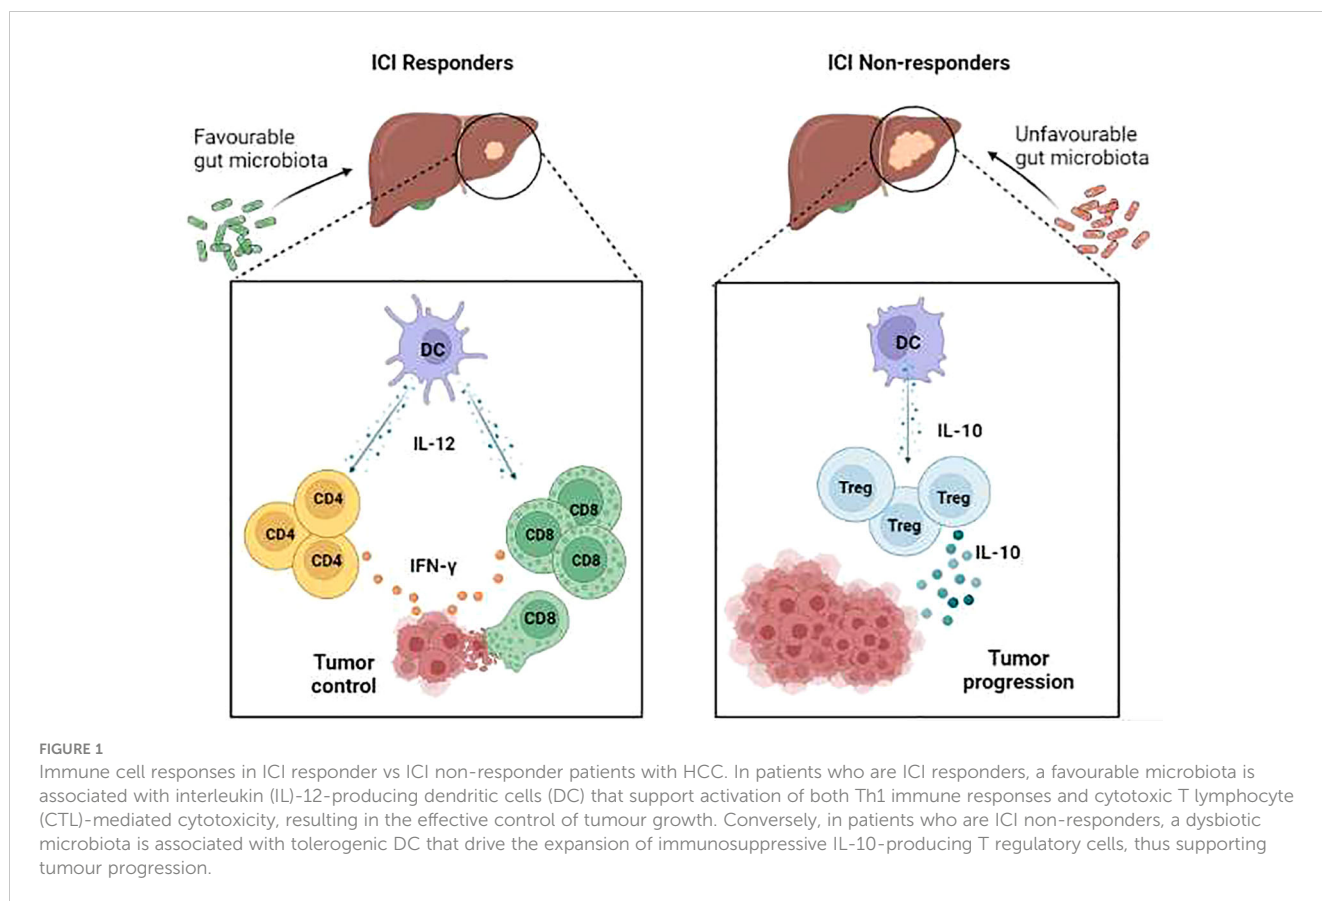 ICI Responders
Favourable
gut microbiota
DC
IL-12
CD4
CD4
CD4
CD8
CD8
CD8
IFN-γ
CD8
Tumor
control
ICI Non-responders
Unfavourable
gut microbiota
DC
IL-10
Treg
Treg
Treg
IL-10
Tumor
progression
FIGURE 1
Immune cell responses in ICI responder vs ICI non-responder patients with HCC. In patients who are ICI responders, a favourable microbiota is
associated with interleukin (IL)-12-producing dendritic cells (DC) that support activation of both Th1 immune responses and cytotoxic T lymphocyte
(CTL)-mediated cytotoxicity, resulting in the effective control of tumour growth. Conversely, in patients who are ICI non-responders, a dysbiotic
microbiota is associated with tolerogenic DC that drive the expansion of immunosuppressive IL-10-producing T regulatory cells, thus supporting
tumour progression.